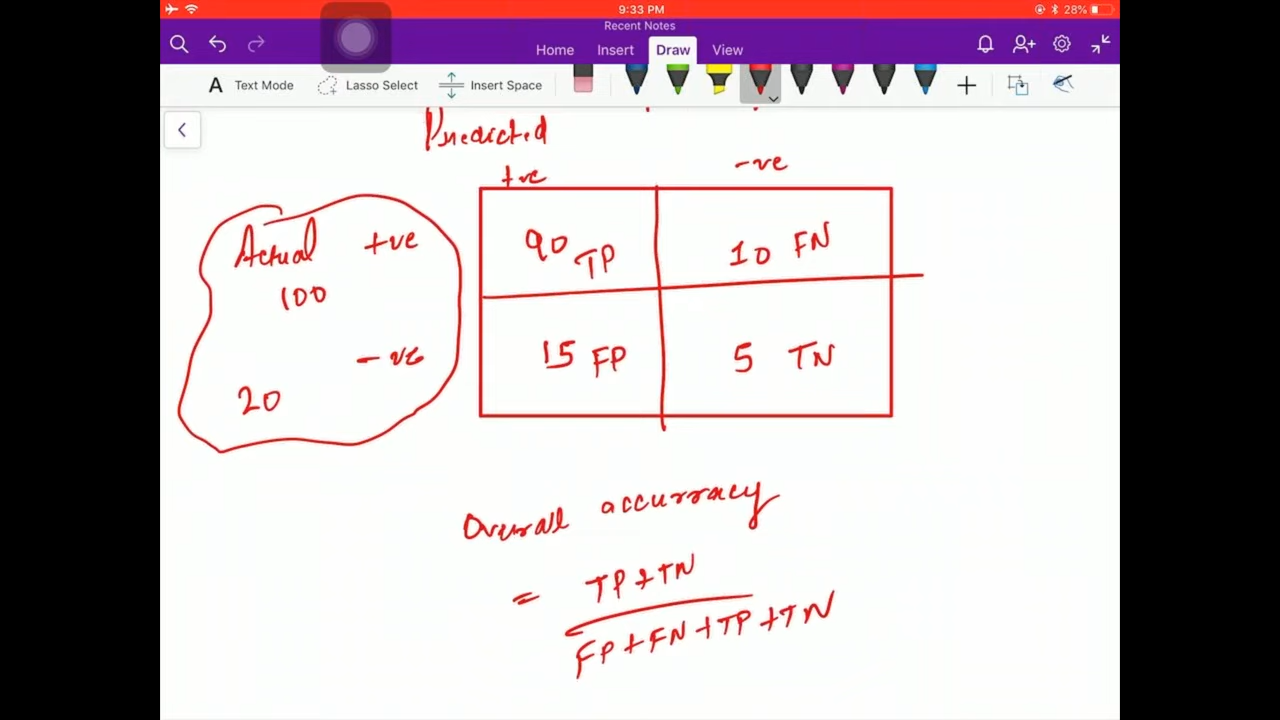 9:33 PM
28%
Recent Notes
Home Insert Draw View
A Text Mode Lasso Select Insert Space
Predicted
+ve -ve
Actual +ve 90 TP 10 FN
100
-ve 15 FP 5 TN
20
Overall accurracy
= TP+TN
FP+FN+TP+TN